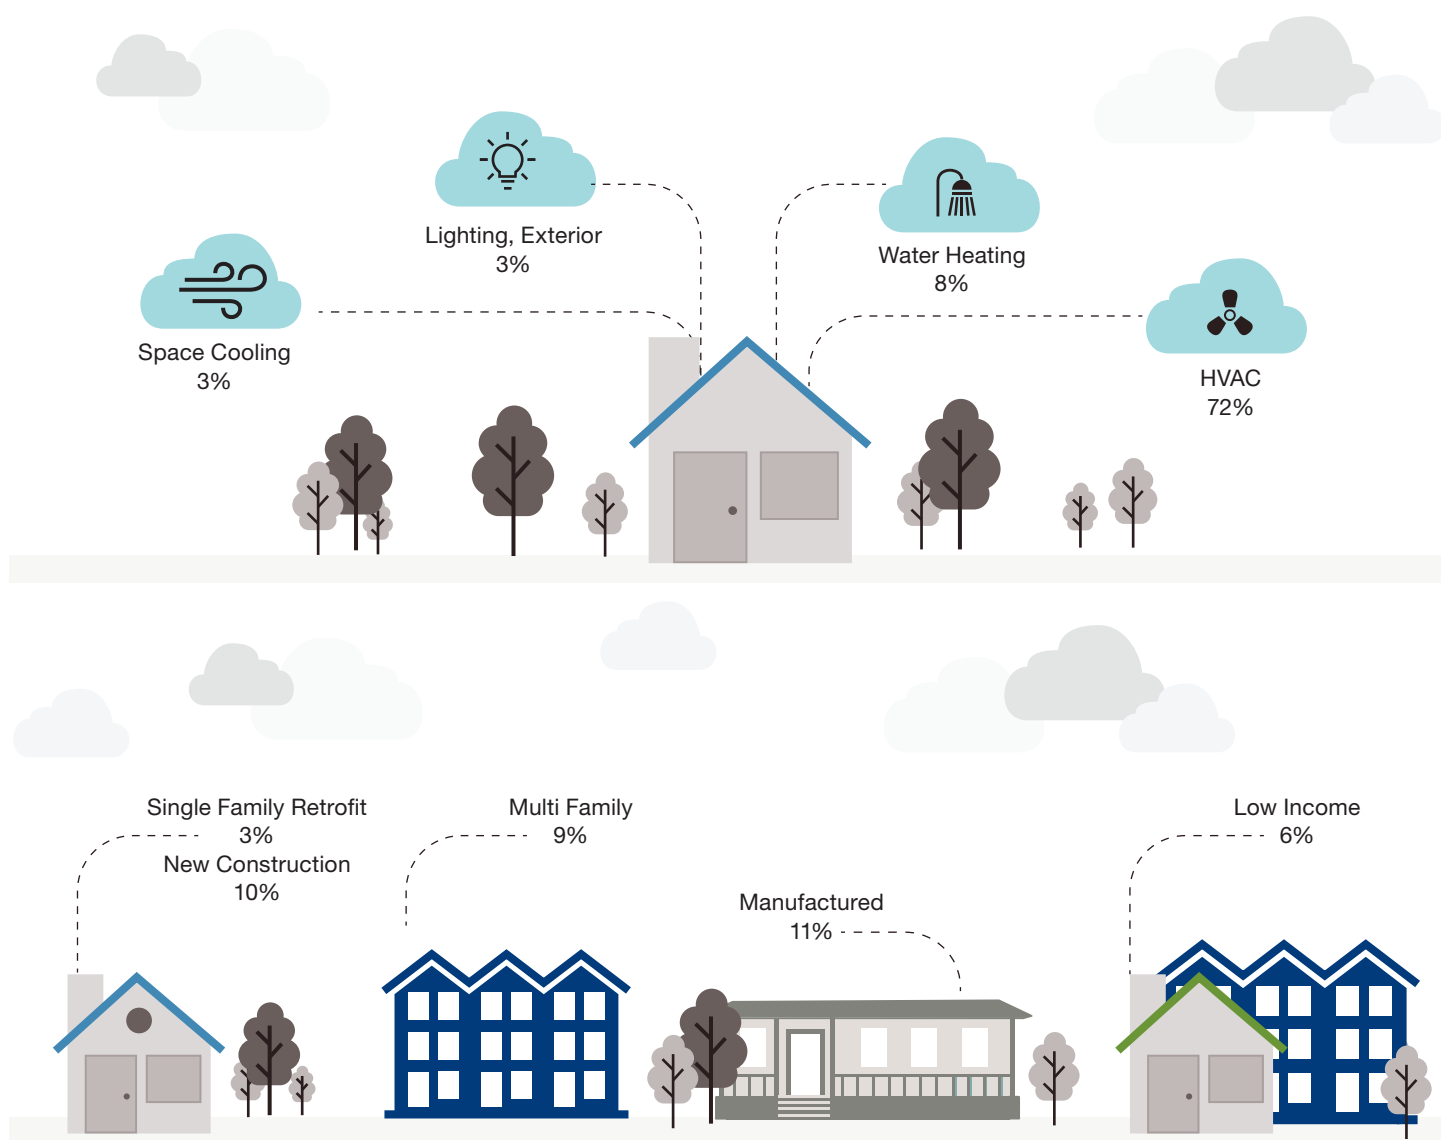 Lighting, Exterior
3%
Water Heating
8%
Space Cooling
3%
HVAC
72%
Single Family Retrofit
3%
New Construction
10%
Multi Family
9%
Manufactured
11%
Low Income
6%